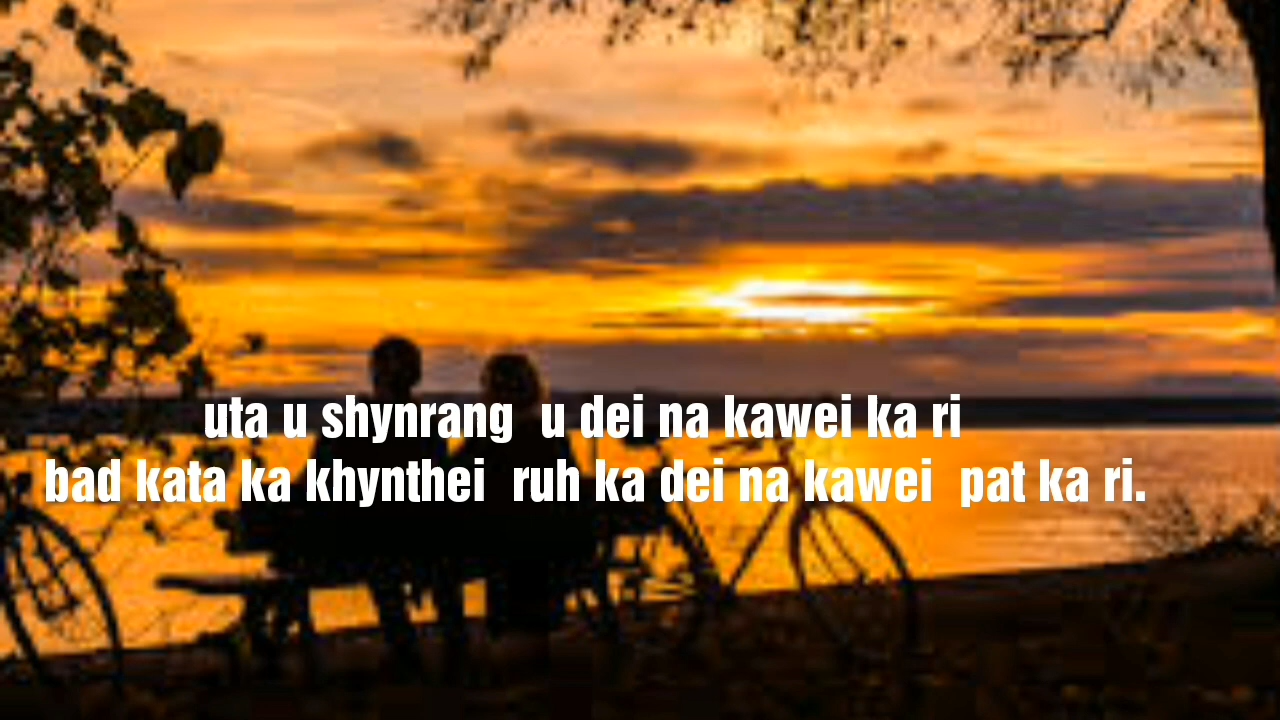 uta u shynrang u dei na kawei ka ri
bad kata ka khynthei ruh ka dei na kawei pat ka ri.